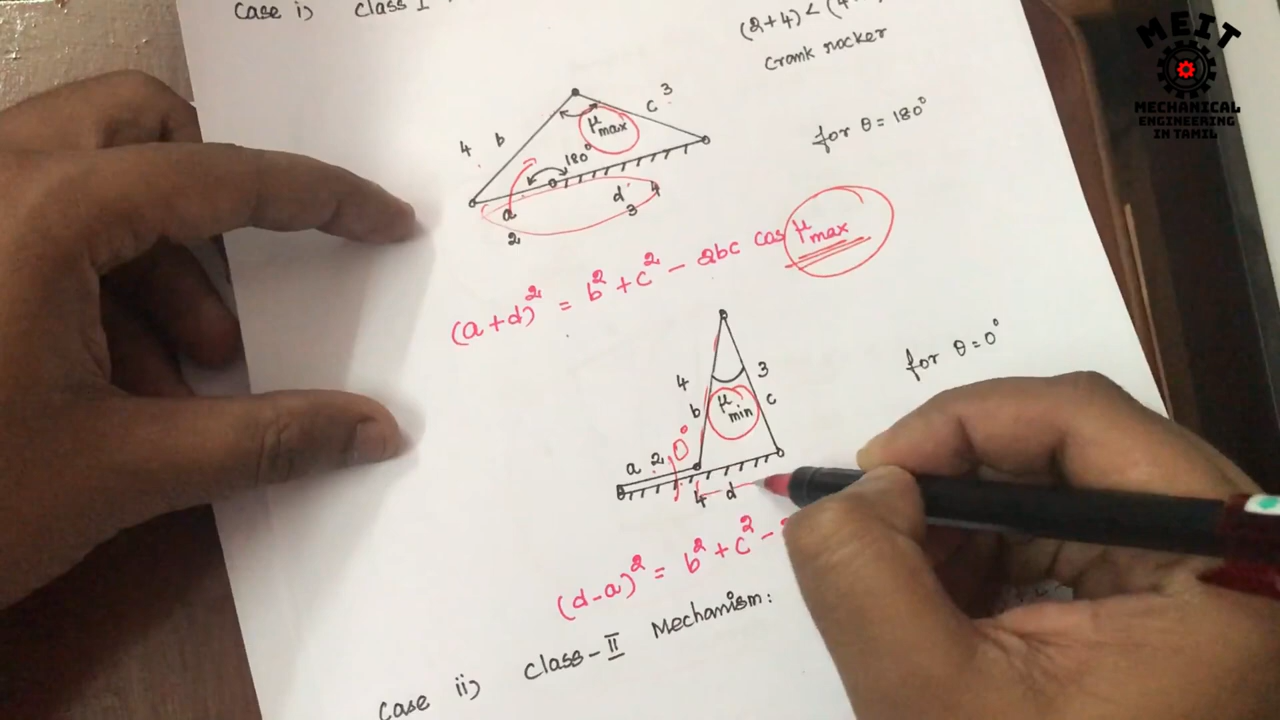 Case i) Class I
(2+4) < (4
Crank rocker
4 b
μmax
c 3
180°
for θ = 180°
a
2
d 4
3
(a+d)² = b² + c² - 2bc cos μmax
for θ = 0°
4
3
b
μmin
c
0°
a 2
4 d
(d-a)² = b² + c² -
Case ii) Class-II Mechanism:
MEIT
MECHANICAL
ENGINEERING
IN TAMIL